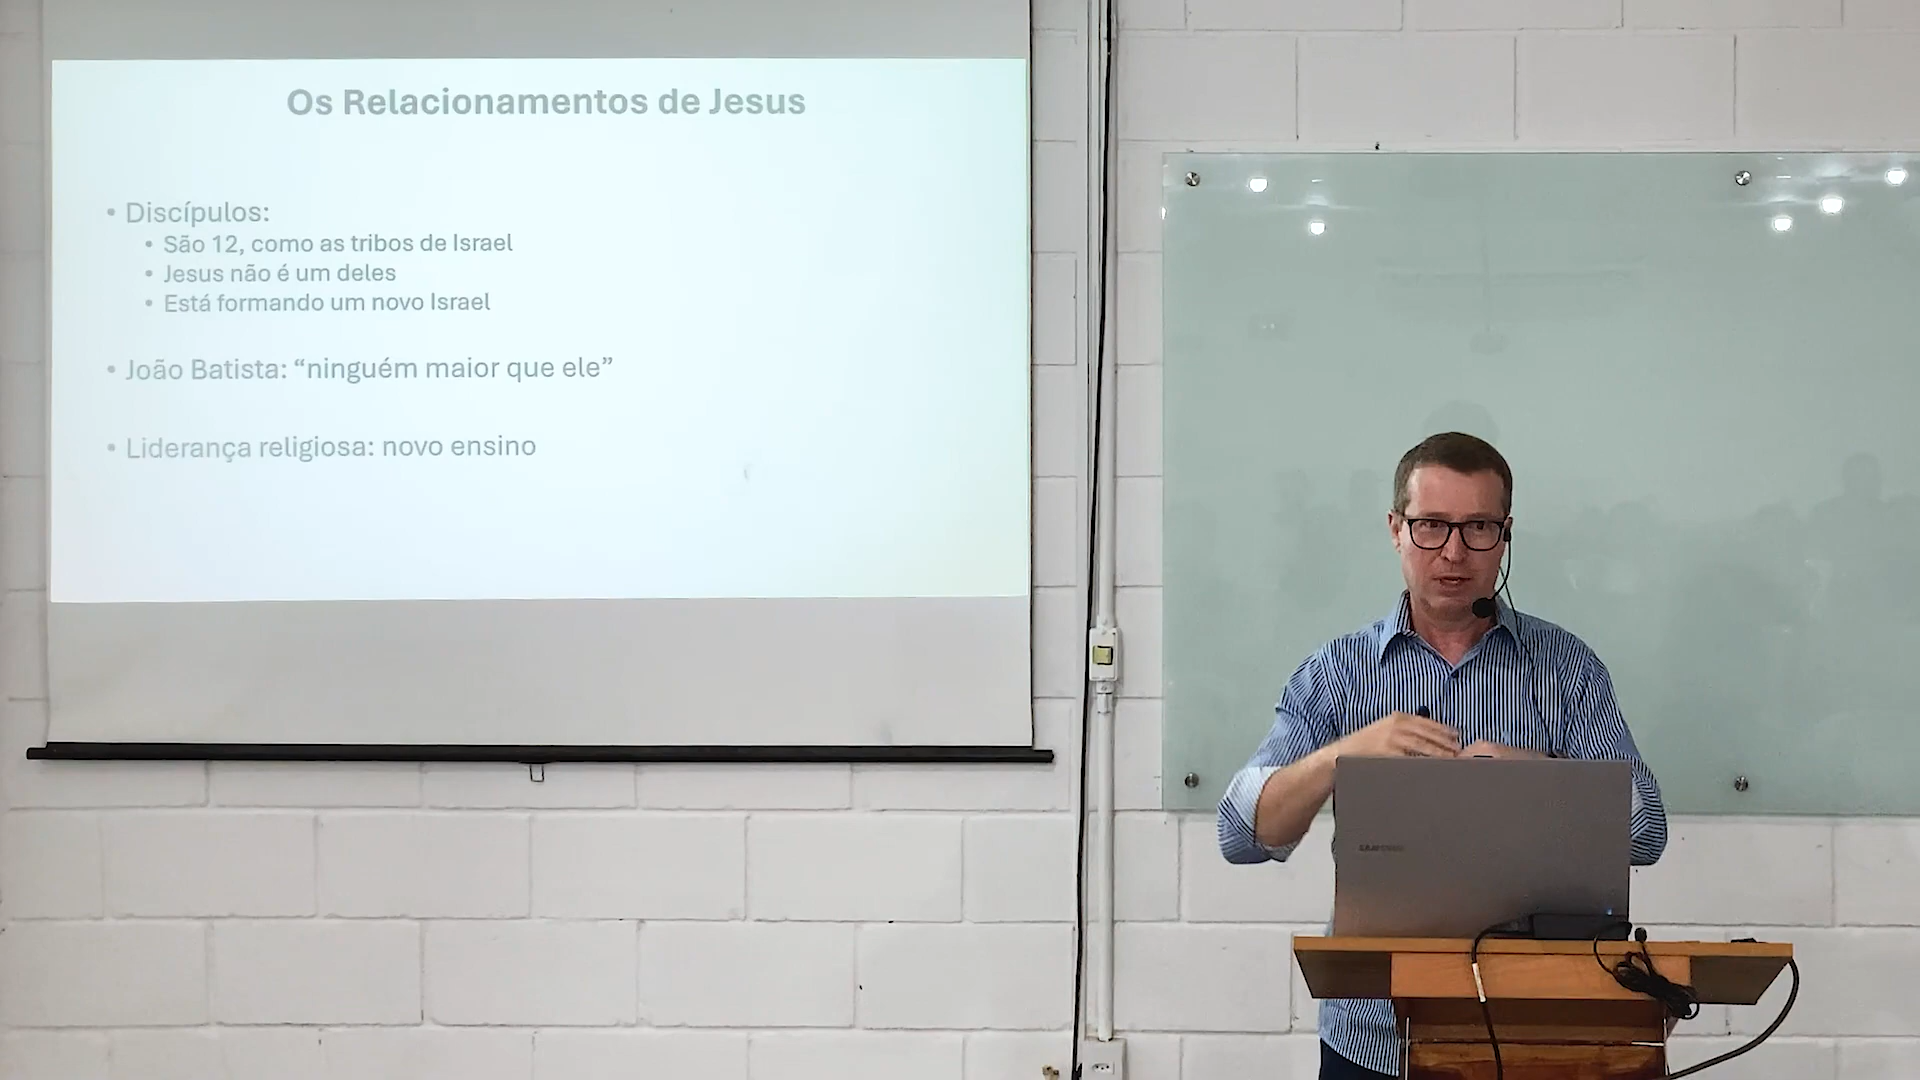 Os Relacionamentos de Jesus
• Discípulos:
• São 12, como as tribos de Israel
• Jesus não é um deles
• Está formando um novo Israel
• João Batista: “ninguém maior que ele”
• Liderança religiosa: novo ensino
SAMSUNG